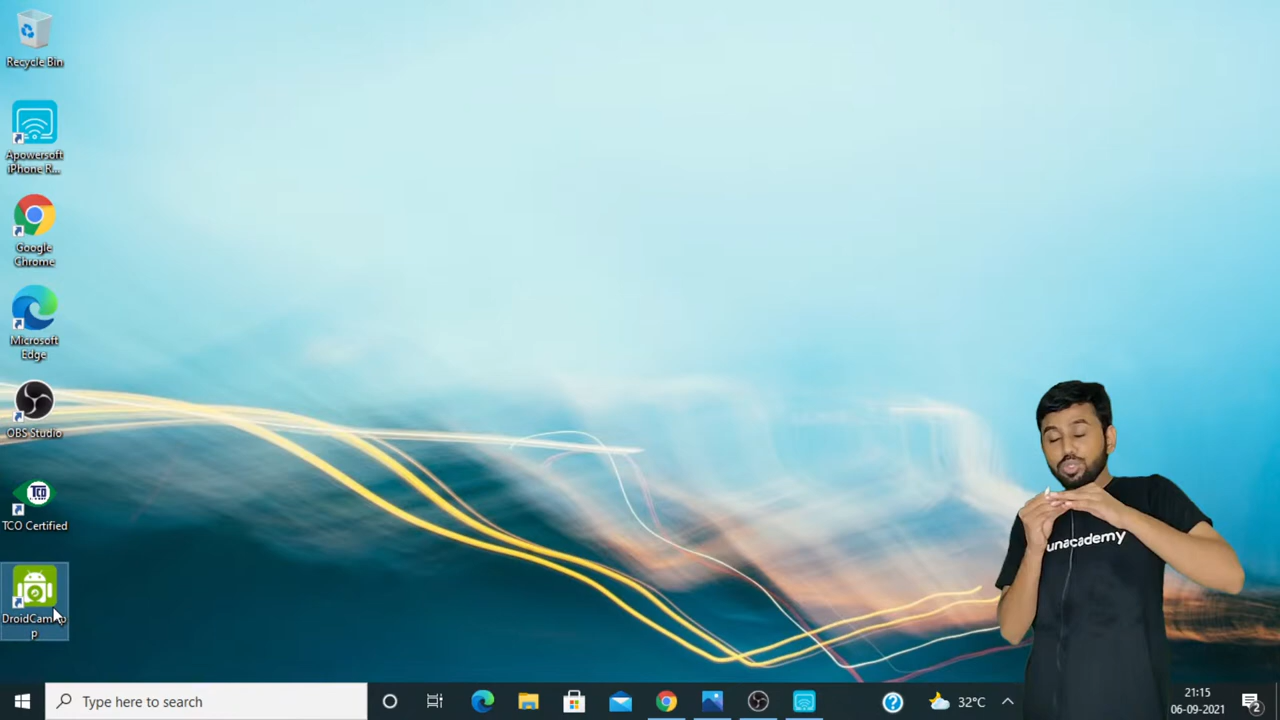 Recycle Bin
Apowersoft
iPhone R...
Google
Chrome
Microsoft
Edge
OBS Studio
TCO
TCO Certified
DroidCam
p
unacademy
Type here to search
32°C
21:15
06-09-2021
2